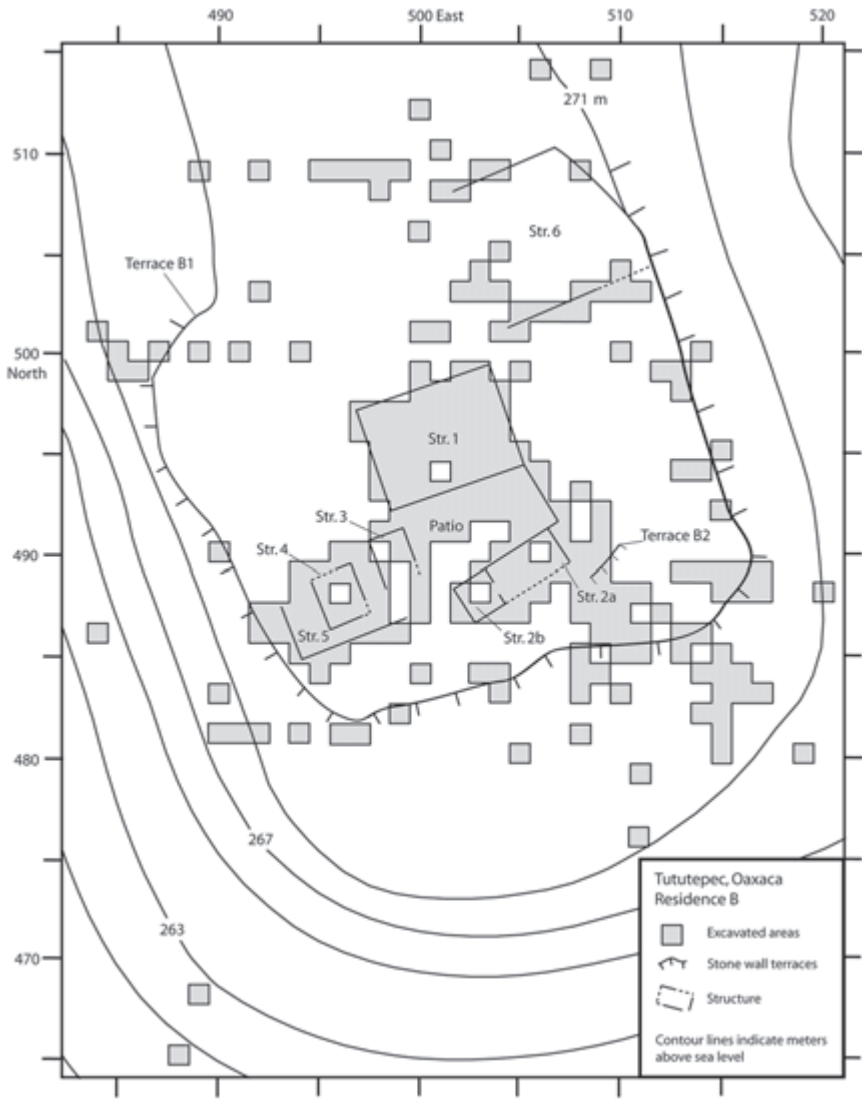 490
500 East
510
520
271 m
510
Str. 6
Terrace B1
500
North
Str. 1
Str. 3
Patio
Terrace B2
490
Str. 4
Str. 2a
Str. 5
Str. 2b
480
267
Tututepec, Oaxaca
Residence B
Excavated areas
263
470
Stone wall terraces
Structure
Contour lines indicate meters
above sea level